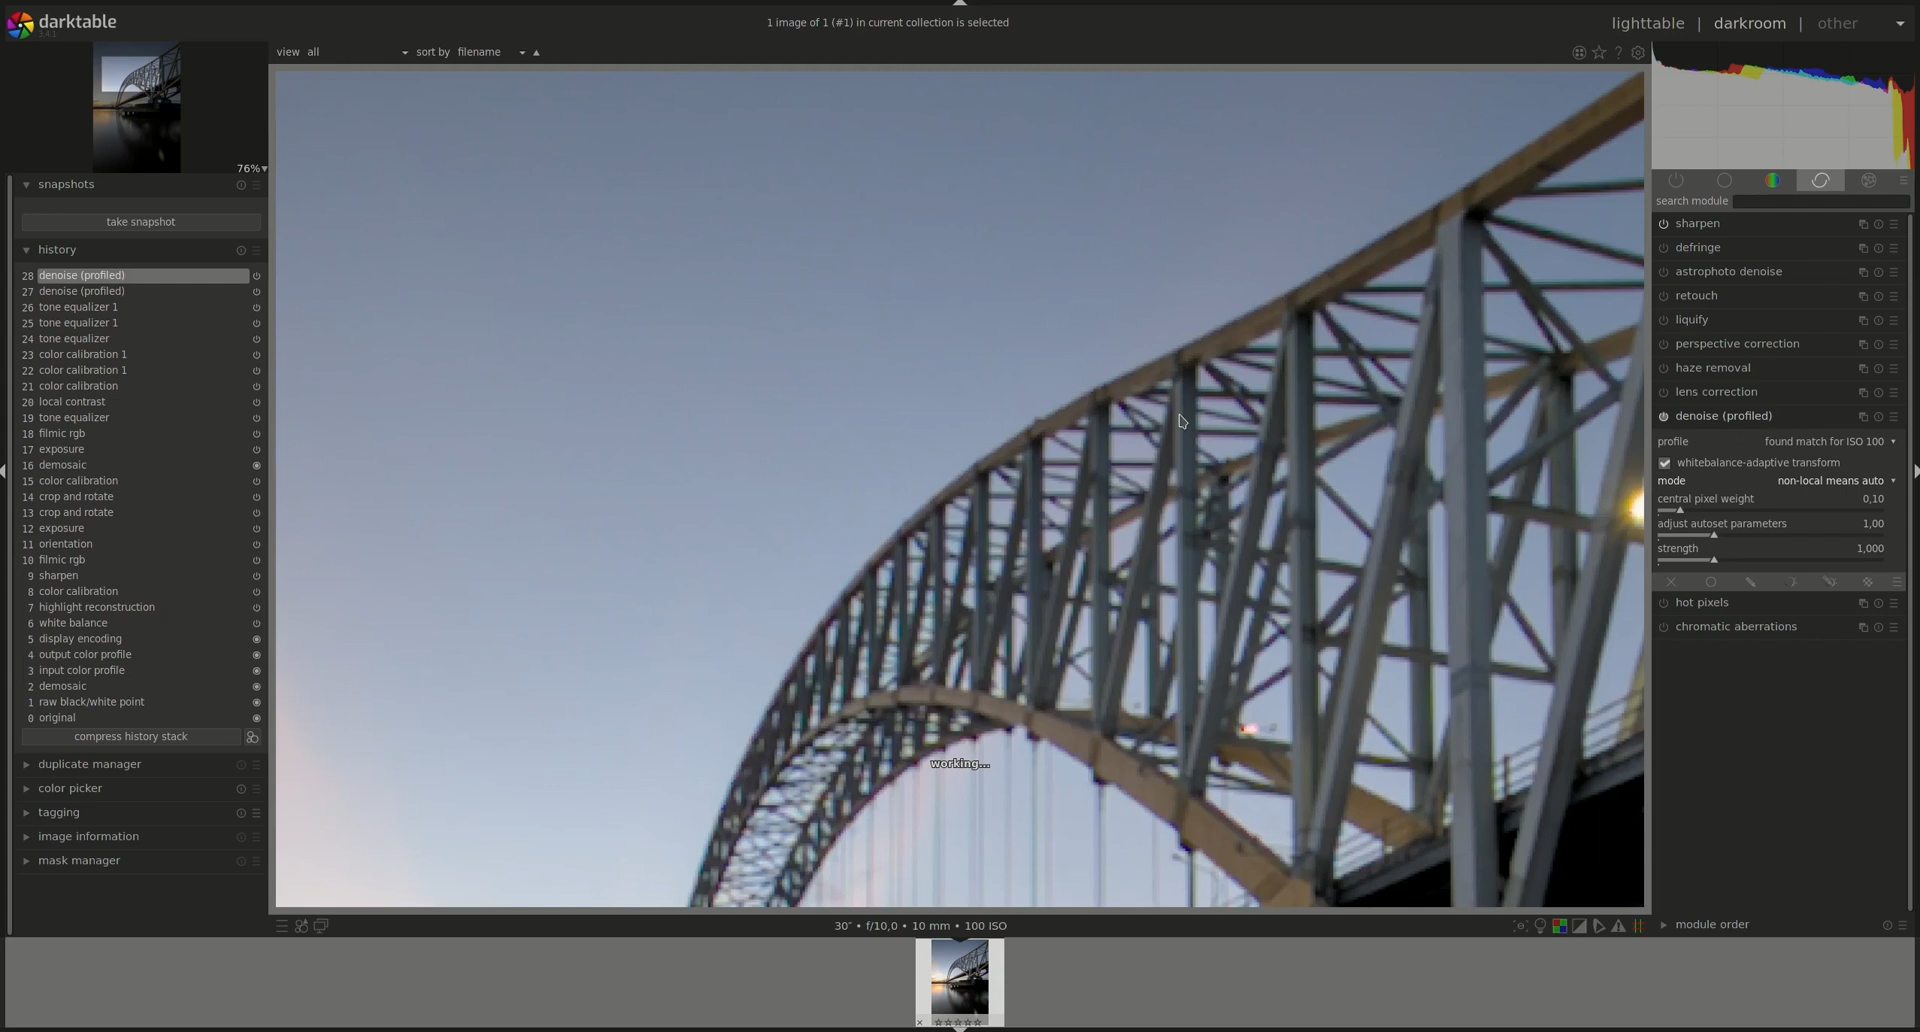 darktable
3.4.1
1 image of 1 (#1) in current collection is selected
lighttable | darkroom | other
view all sort by filename
76%
snapshots
take snapshot
history
28 denoise (profiled)
27 denoise (profiled)
26 tone equalizer 1
25 tone equalizer 1
24 tone equalizer
23 color calibration 1
22 color calibration 1
21 color calibration
20 local contrast
19 tone equalizer
18 filmic rgb
17 exposure
16 demosaic
15 color calibration
14 crop and rotate
13 crop and rotate
12 exposure
11 orientation
10 filmic rgb
9 sharpen
8 color calibration
7 highlight reconstruction
6 white balance
5 display encoding
4 output color profile
3 input color profile
2 demosaic
1 raw black/white point
0 original
compress history stack
duplicate manager
color picker
tagging
image information
mask manager
working...
30" • f/10,0 • 10 mm • 100 ISO
search module
sharpen
defringe
astrophoto denoise
retouch
liquify
perspective correction
haze removal
lens correction
denoise (profiled)
profile found match for ISO 100
whitebalance-adaptive transform
mode non-local means auto
central pixel weight 0,10
adjust autoset parameters 1,00
strength 1,000
hot pixels
chromatic aberrations
module order